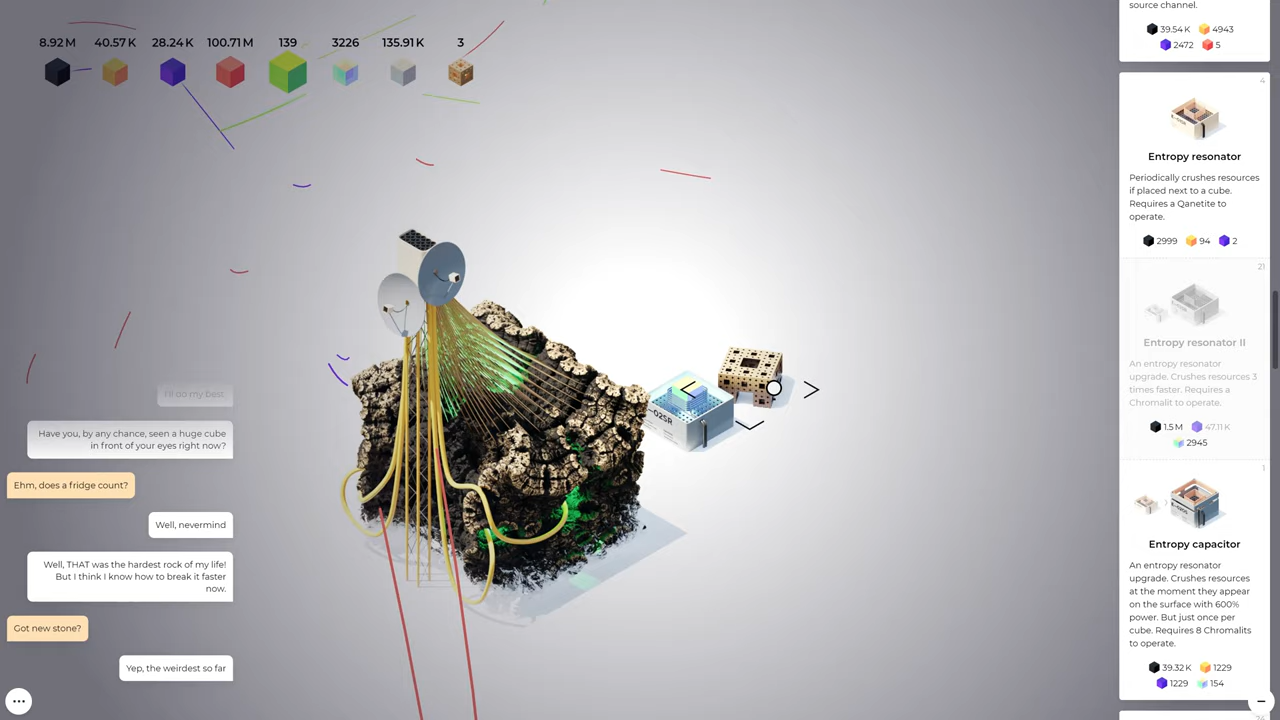 8.92 M 40.57 K 28.24 K 100.71 M 139 3226 135.91 K 3
I'll do my best
Have you, by any chance, seen a huge cube
in front of your eyes right now?
Ehm, does a fridge count?
Well, nevermind
Well, THAT was the hardest rock of my life!
But I think I know how to break it faster
now.
Got new stone?
Yep, the weirdest so far
-02SR
source channel.
39.54 K 4943
2472 5
4
Entropy resonator
Periodically crushes resources
if placed next to a cube.
Requires a Qanetite to
operate.
2999 94 2
21
Entropy resonator II
An entropy resonator
upgrade. Crushes resources 3
times faster. Requires a
Chromalit to operate.
1.5 M 47.11 K
2945
1
Entropy capacitor
An entropy resonator
upgrade. Crushes resources
at the moment they appear
on the surface with 600%
power. But just once per
cube. Requires 8 Chromalits
to operate.
39.32 K 1229
1229 154